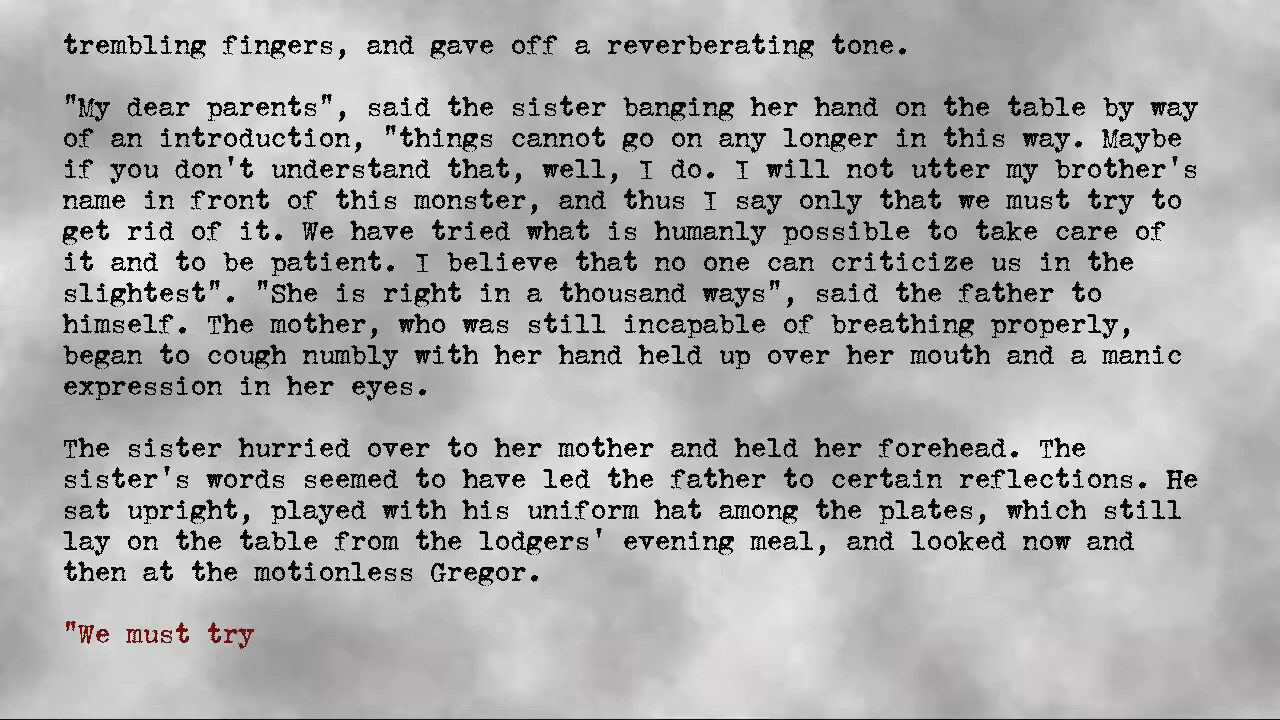 trembling fingers, and gave off a reverberating tone.
"My dear parents", said the sister banging her hand on the table by way
of an introduction, "things cannot go on any longer in this way. Maybe
if you don't understand that, well, I do. I will not utter my brother's
name in front of this monster, and thus I say only that we must try to
get rid of it. We have tried what is humanly possible to take care of
it and to be patient. I believe that no one can criticize us in the
slightest". "She is right in a thousand ways", said the father to
himself. The mother, who was still incapable of breathing properly,
began to cough numbly with her hand held up over her mouth and a manic
expression in her eyes.
The sister hurried over to her mother and held her forehead. The
sister's words seemed to have led the father to certain reflections. He
sat upright, played with his uniform hat among the plates, which still
lay on the table from the lodgers' evening meal, and looked now and
then at the motionless Gregor.
"We must try